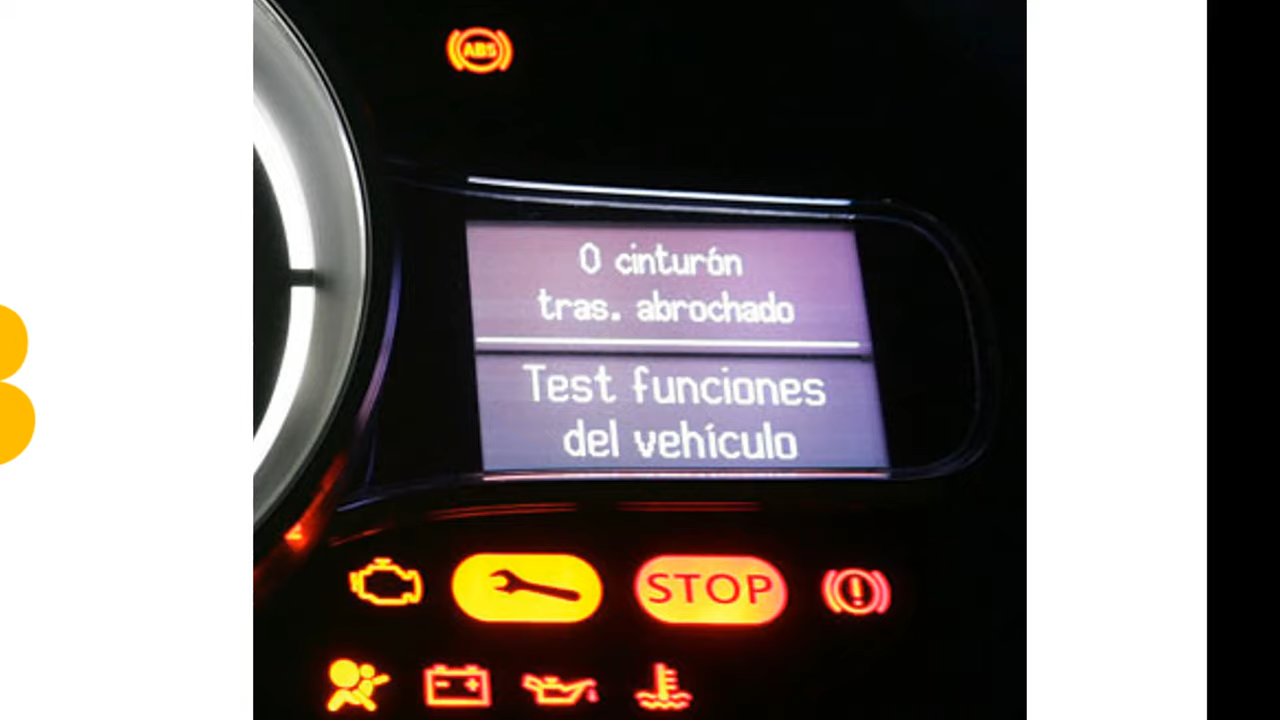 ABS
0 cinturón
tras. abrochado
Test funciones
del vehículo
STOP